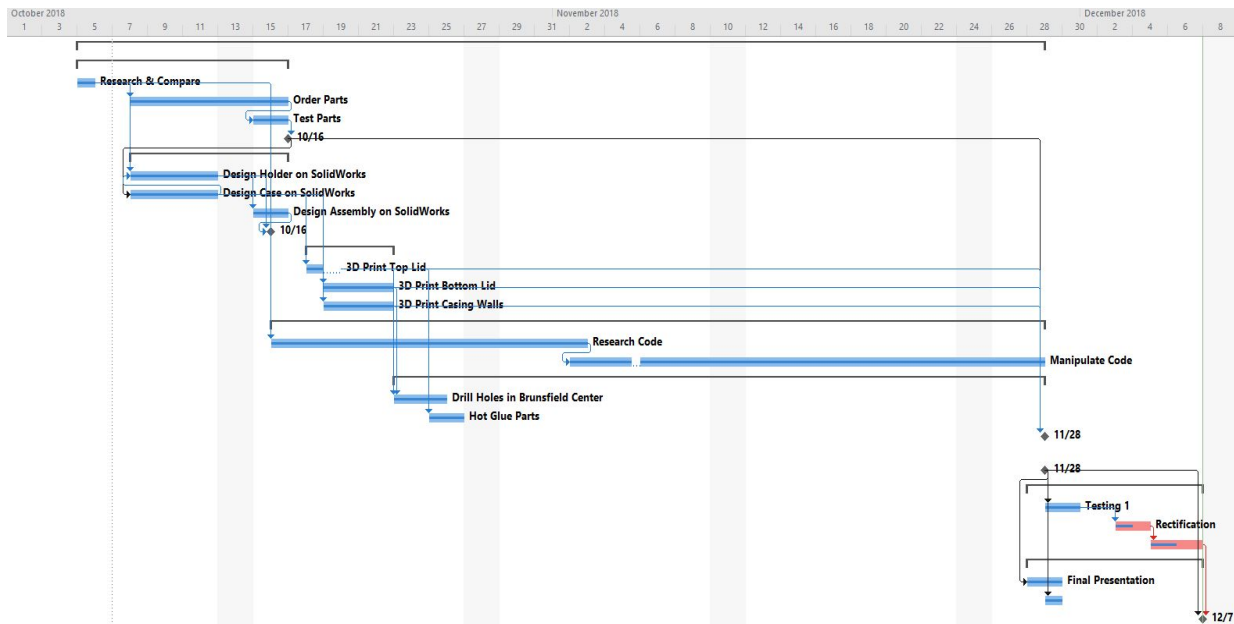 October 2018 November 2018 December 2018
1 3 5 7 9 11 13 15 17 19 21 23 25 27 29 31 2 4 6 8 10 12 14 16 18 20 22 24 26 28 30 2 4 6 8
Research & Compare
Order Parts
Test Parts
10/16
Design Holder on SolidWorks
Design Case on SolidWorks
Design Assembly on SolidWorks
10/16
3D Print Top Lid
3D Print Bottom Lid
3D Print Casing Walls
Research Code
Manipulate Code
Drill Holes in Brunsfield Center
Hot Glue Parts
11/28
11/28
Testing 1
Rectification
Final Presentation
12/7